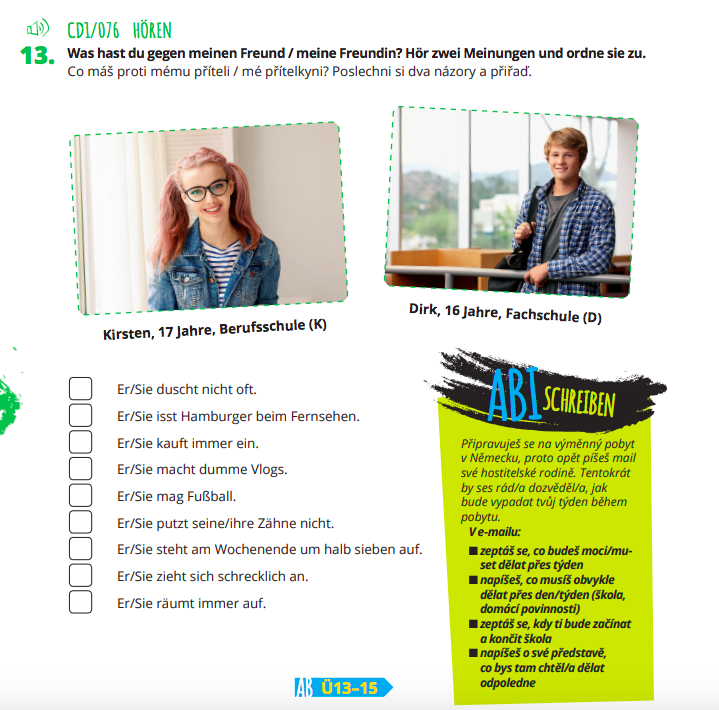 CD1/076 HÖREN
13. Was hast du gegen meinen Freund / meine Freundin? Hör zwei Meinungen und ordne sie zu.
Co máš proti mému příteli / mé přítelkyni? Poslechni si dva názory a přiřaď.
Kirsten, 17 Jahre, Berufsschule (K)
Dirk, 16 Jahre, Fachschule (D)
Er/Sie duscht nicht oft.
Er/Sie isst Hamburger beim Fernsehen.
Er/Sie kauft immer ein.
Er/Sie macht dumme Vlogs.
Er/Sie mag Fußball.
Er/Sie putzt seine/ihre Zähne nicht.
Er/Sie steht am Wochenende um halb sieben auf.
Er/Sie zieht sich schrecklich an.
Er/Sie räumt immer auf.
ABI SCHREIBEN
Připravuješ se na výměnný pobyt
v Německu, proto opět píšeš mail
své hostitelské rodině. Tentokrát
by ses rád/a dozvěděl/a, jak
bude vypadat tvůj týden během
pobytu.
V e-mailu:
■ zeptáš se, co budeš moci/mu-
set dělat přes týden
■ napíšeš, co musíš obvykle
dělat přes den/týden (škola,
domácí povinnosti)
■ zeptáš se, kdy ti bude začínat
a končit škola
■ napíšeš o své představě,
co bys tam chtěl/a dělat
odpoledne
AB Ü13–15